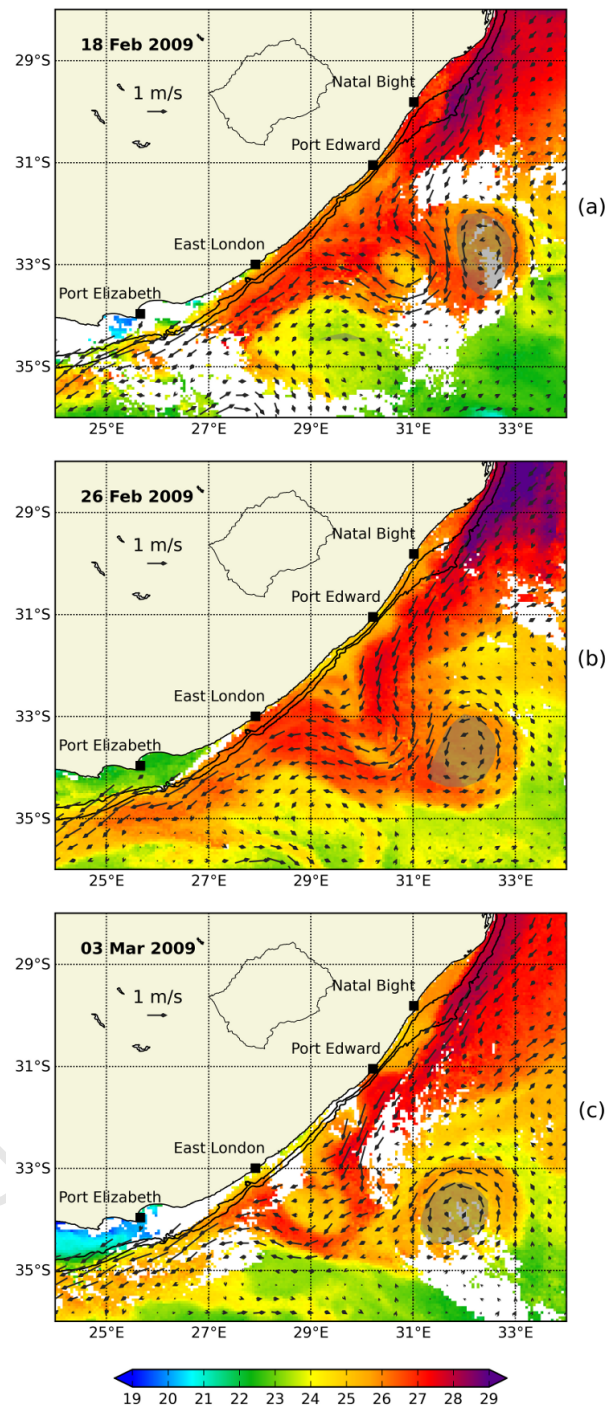 18 Feb 2009
29°S
Natal Bight
1 m/s
Port Edward
31°S
(a)
East London
33°S
Port Elizabeth
35°S
25°E 27°E 29°E 31°E 33°E
26 Feb 2009
29°S
Natal Bight
1 m/s
Port Edward
31°S
(b)
East London
33°S
Port Elizabeth
35°S
25°E 27°E 29°E 31°E 33°E
03 Mar 2009
29°S
Natal Bight
1 m/s
Port Edward
31°S
(c)
East London
33°S
Port Elizabeth
35°S
25°E 27°E 29°E 31°E 33°E
19 20 21 22 23 24 25 26 27 28 29